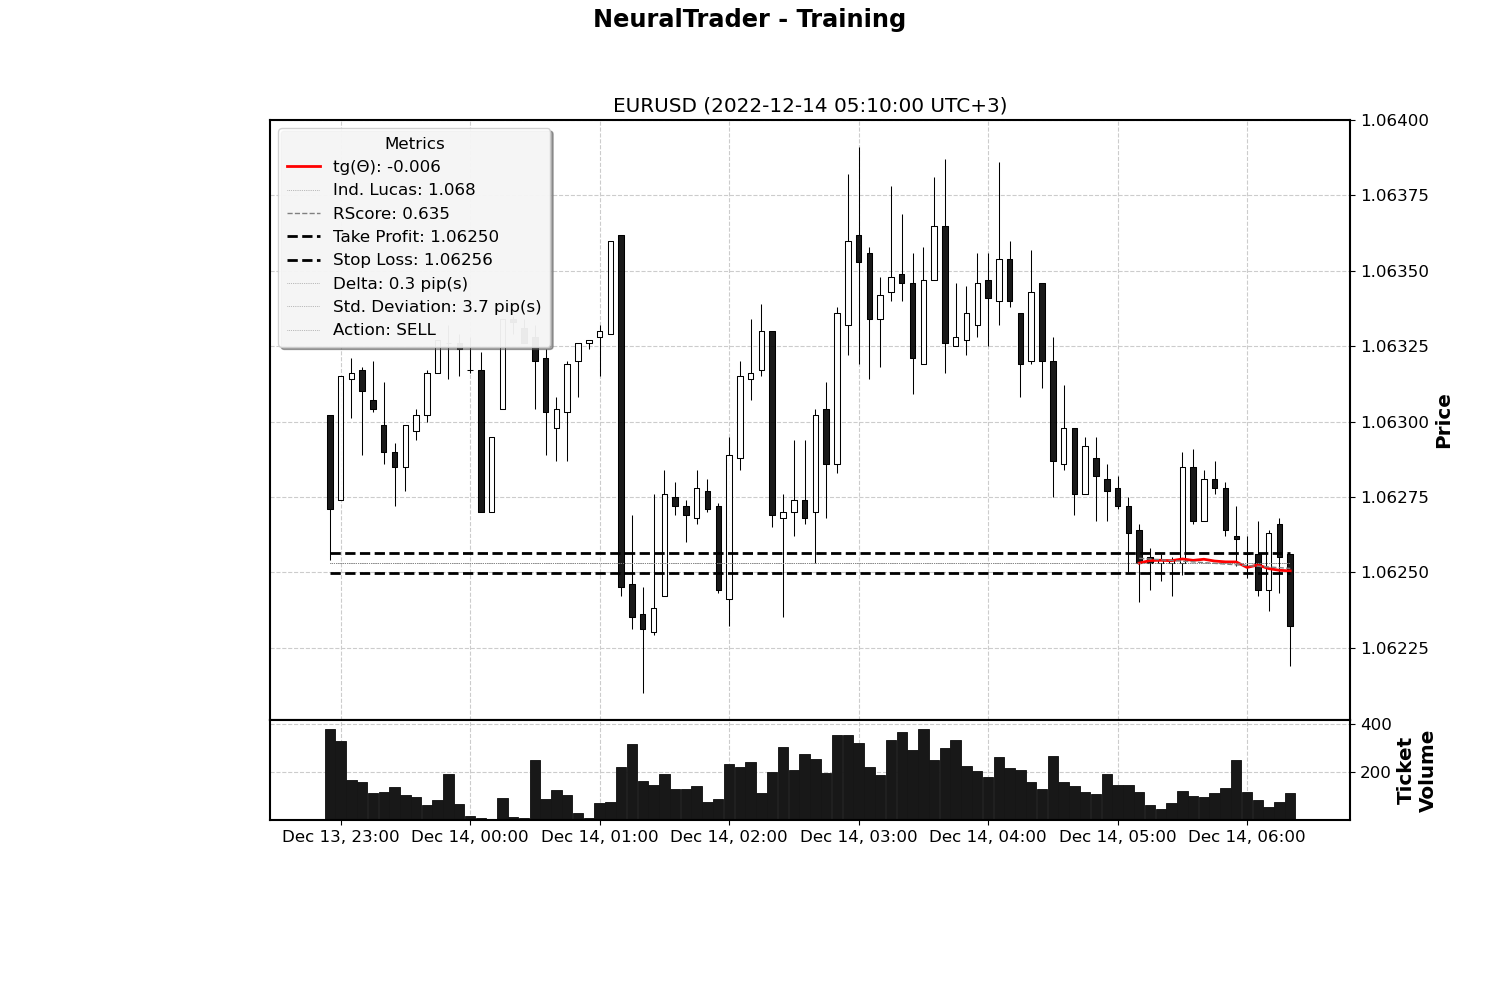 NeuralTrader - Training
EURUSD (2022-12-14 05:10:00 UTC+3)
Metrics
tg(Θ): -0.006
Ind. Lucas: 1.068
RScore: 0.635
Take Profit: 1.06250
Stop Loss: 1.06256
Delta: 0.3 pip(s)
Std. Deviation: 3.7 pip(s)
Action: SELL
1.06400
1.06375
1.06350
1.06325
1.06300
1.06275
1.06250
1.06225
Price
400
200
Ticket
Volume
Dec 13, 23:00 Dec 14, 00:00 Dec 14, 01:00 Dec 14, 02:00 Dec 14, 03:00 Dec 14, 04:00 Dec 14, 05:00 Dec 14, 06:00